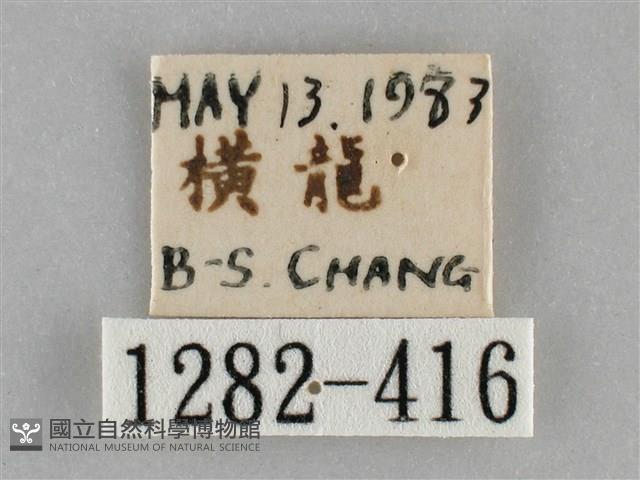 MAY 13. 1983
橫龍
B-S. CHANG
1282-416
國立自然科學博物館
NATIONAL MUSEUM OF NATURAL SCIENCE